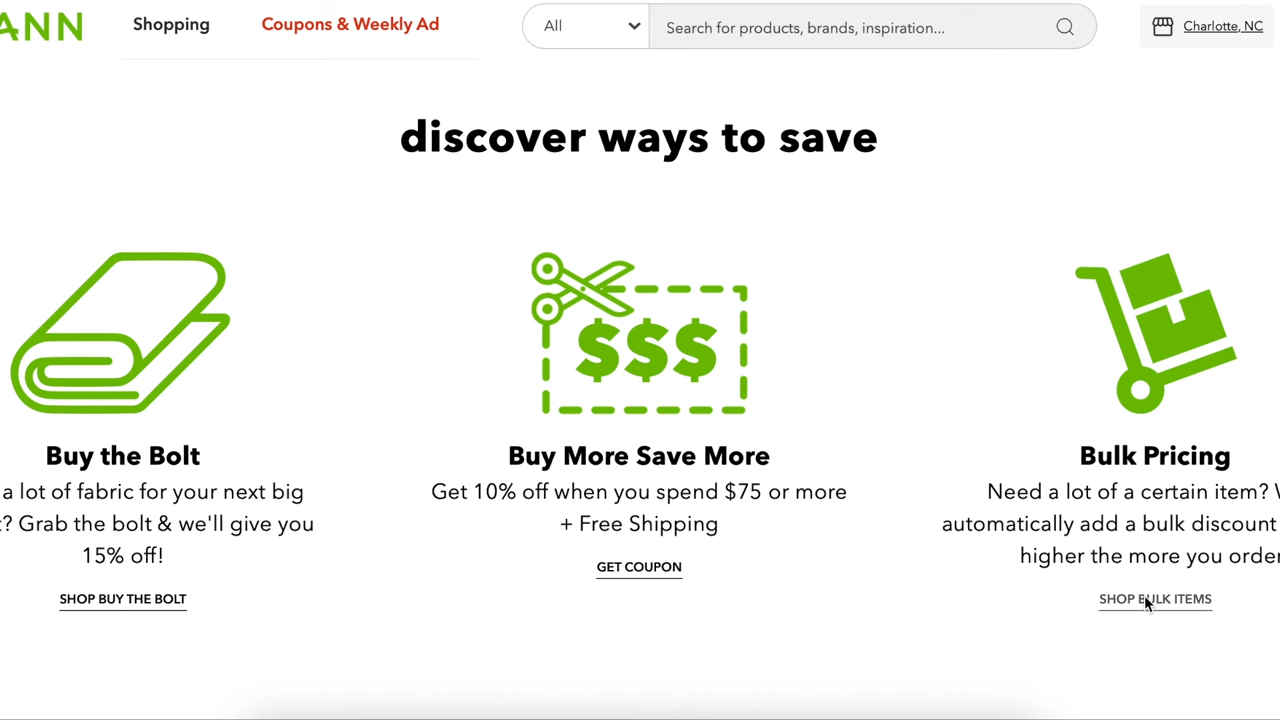 ANN
Shopping
Coupons & Weekly Ad
All
Search for products, brands, inspiration...
Charlotte, NC
discover ways to save
$$$
Buy the Bolt
a lot of fabric for your next big
? Grab the bolt & we'll give you
15% off!
SHOP BUY THE BOLT
Buy More Save More
Get 10% off when you spend $75 or more
+ Free Shipping
GET COUPON
Bulk Pricing
Need a lot of a certain item?
automatically add a bulk discount
higher the more you order
SHOP BULK ITEMS